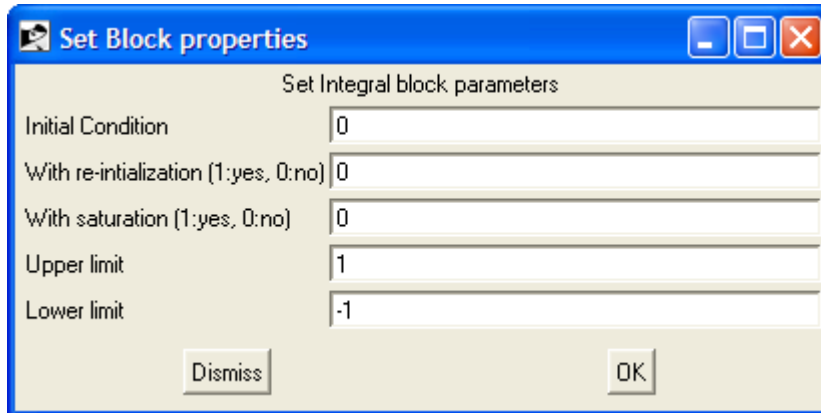 Set Block properties
Set Integral block parameters
Initial Condition 0
With re-intialization (1:yes, 0:no) 0
With saturation (1:yes, 0:no) 0
Upper limit 1
Lower limit -1
Dismiss OK